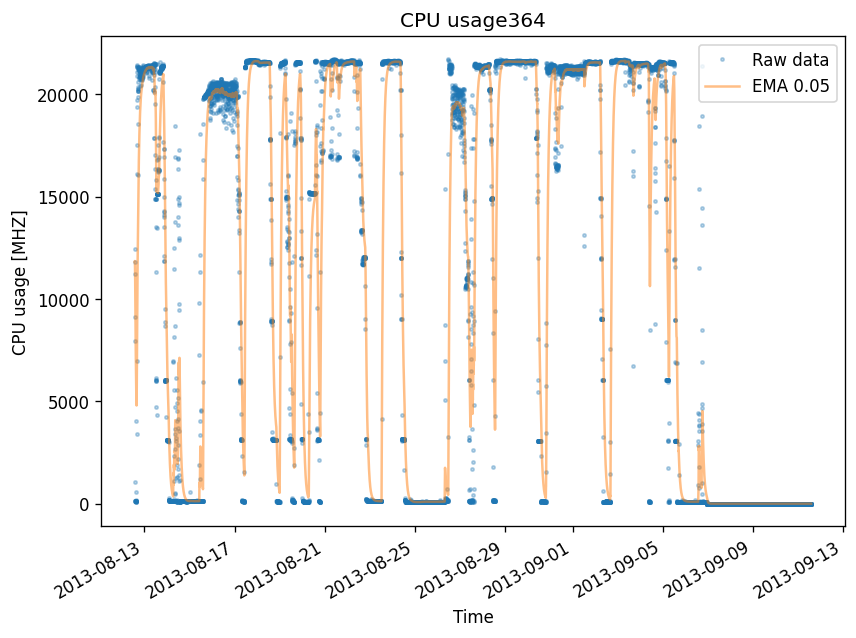 CPU usage364
Raw data
EMA 0.05
CPU usage [MHZ]
20000
15000
10000
5000
0
2013-08-13
2013-08-17
2013-08-21
2013-08-25
2013-08-29
2013-09-01
2013-09-05
2013-09-09
2013-09-13
Time